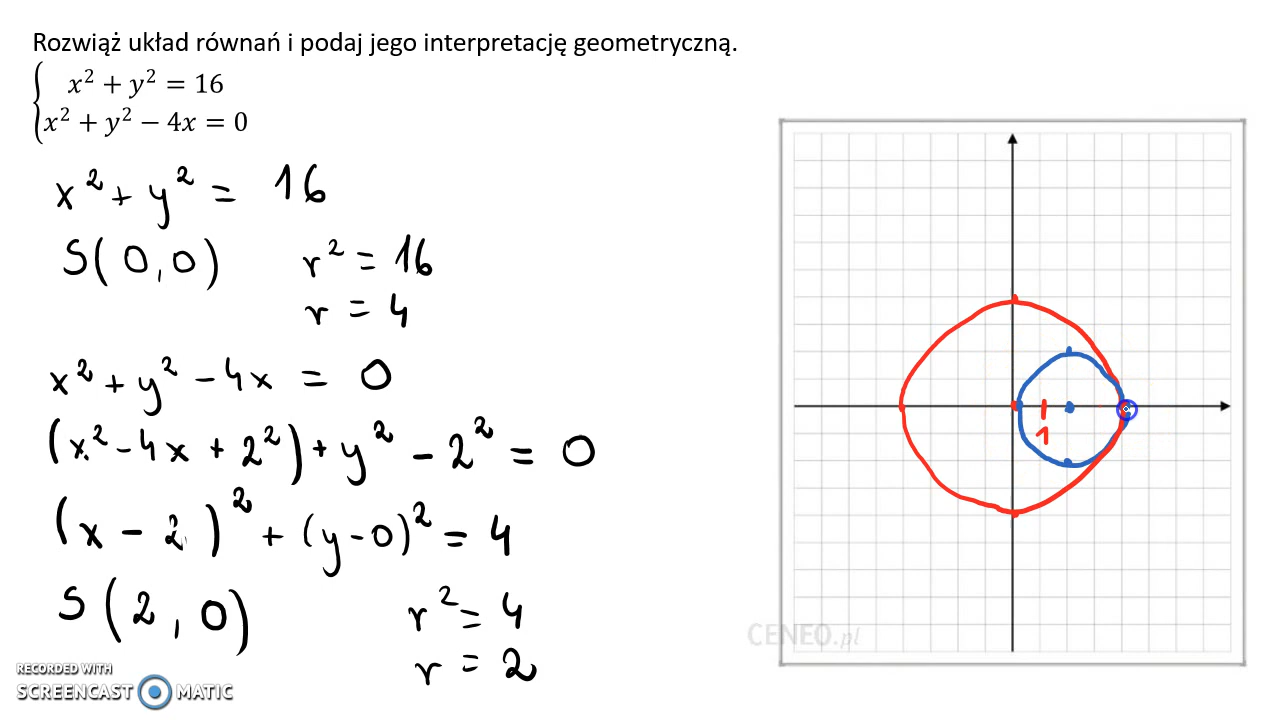 Rozwiąż układ równań i podaj jego interpretację geometryczną.
x² + y² = 16
x² + y² − 4x = 0
x² + y² = 16
S(0,0) r² = 16
r = 4
x² + y² − 4x = 0
(x² − 4x + 2²) + y² − 2² = 0
(x − 2)² + (y − 0)² = 4
S(2,0) r² = 4
r = 2
1
CENEO.pl
RECORDED WITH
SCREENCAST MATIC